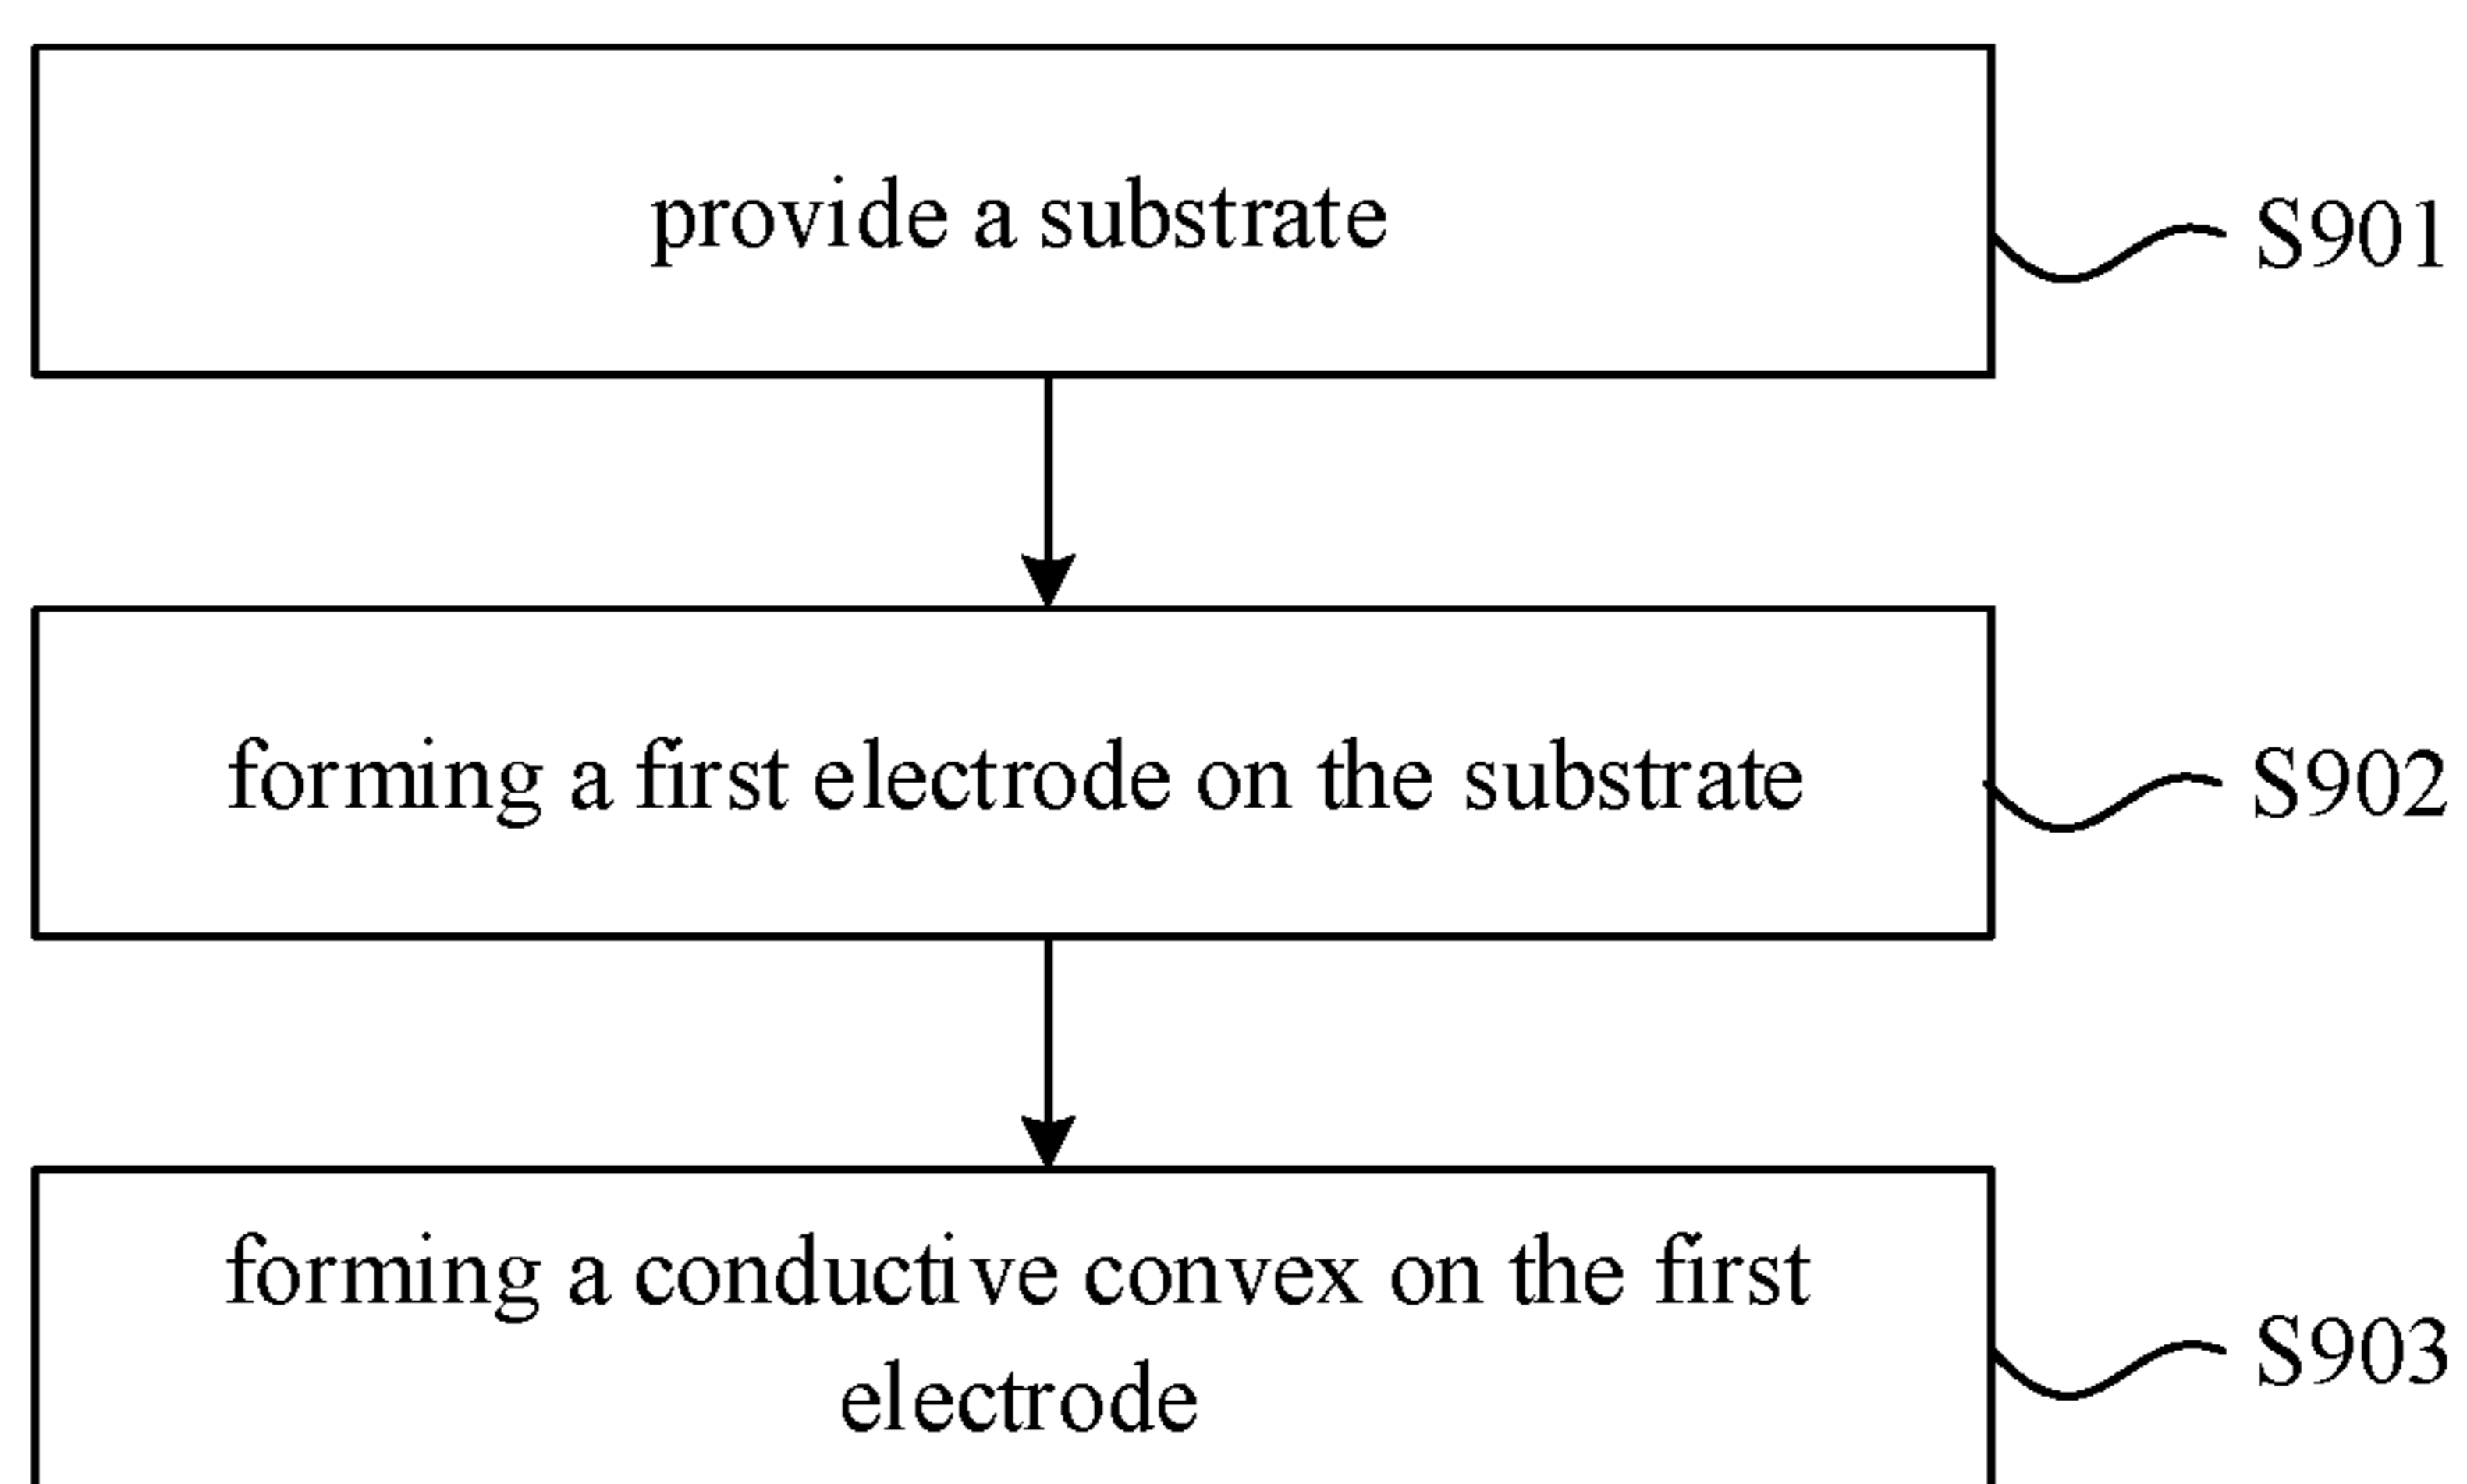 provide a substrate
S901
forming a first electrode on the substrate
S902
forming a conductive convex on the first
electrode
S903